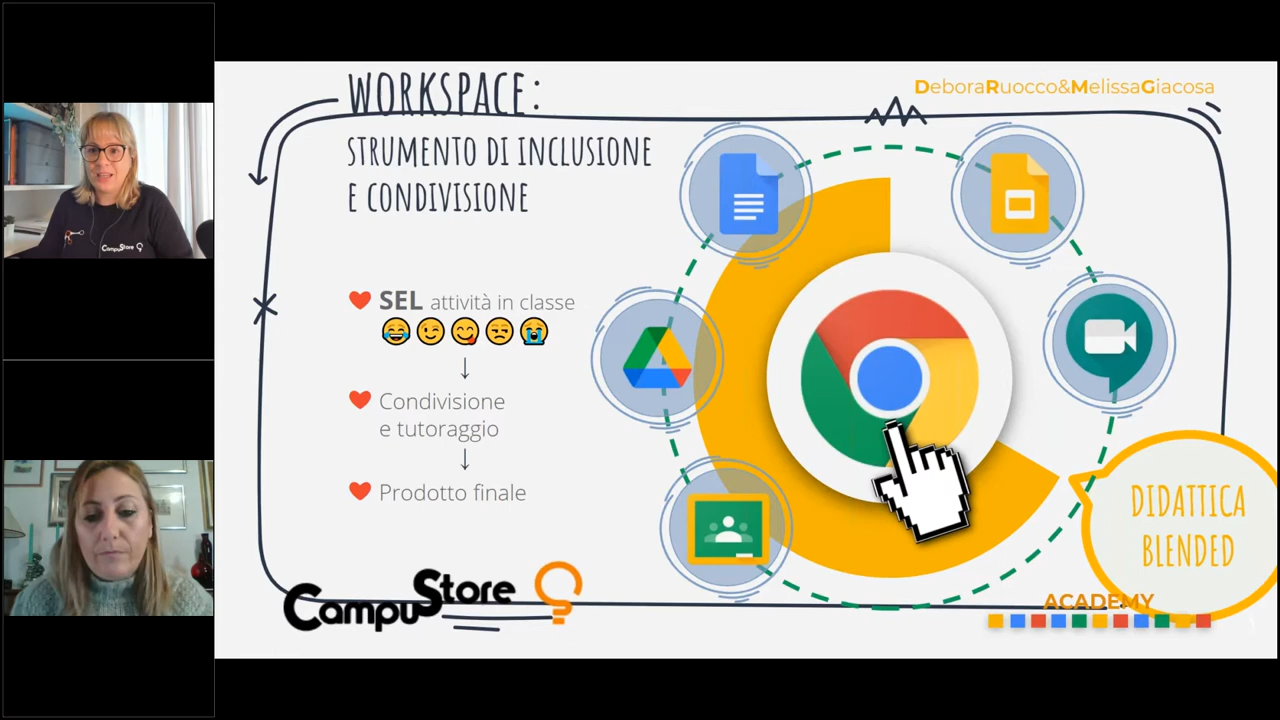 WORKSPACE:
DeboraRuocco&MelissaGiacosa
STRUMENTO DI INCLUSIONE
E CONDIVISIONE
SEL attività in classe
Condivisione
e tutoraggio
Prodotto finale
DIDATTICA
BLENDED
CampuStore
ACADEMY
CampuStore